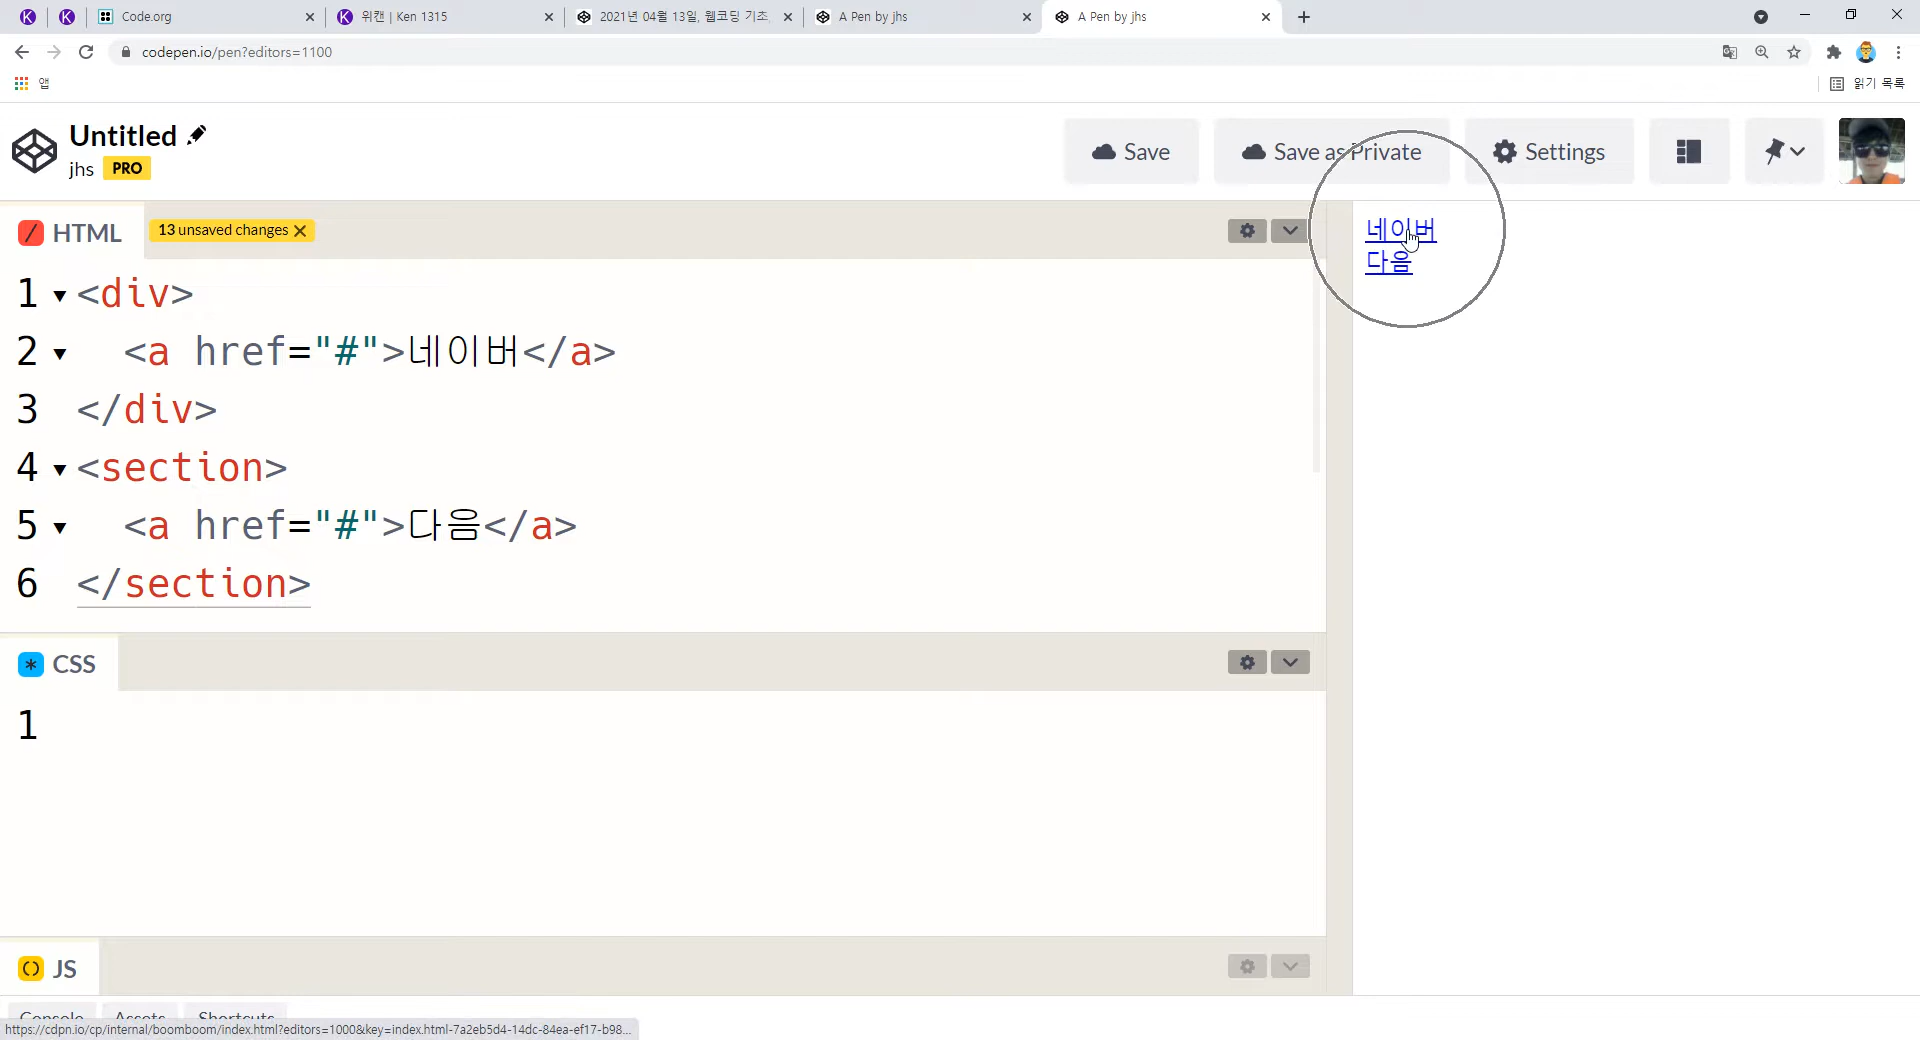 Code.org
위캔 | Ken 1315
2021년 04월 13일, 웹코딩 기초,
A Pen by jhs
A Pen by jhs
codepen.io/pen?editors=1100
앱
읽기 목록
Untitled
jhs PRO
Save
Save as Private
Settings
HTML
13 unsaved changes
네이버
다음
1 <div>
2 <a href="#">네이버</a>
3 </div>
4 <section>
5 <a href="#">다음</a>
6 </section>
CSS
1
JS
Console
Assets
Shortcuts
https://cdpn.io/cp/internal/boomboom/index.html?editors=1000&key=index.html-7a2eb5d4-14dc-84ea-ef17-b98...